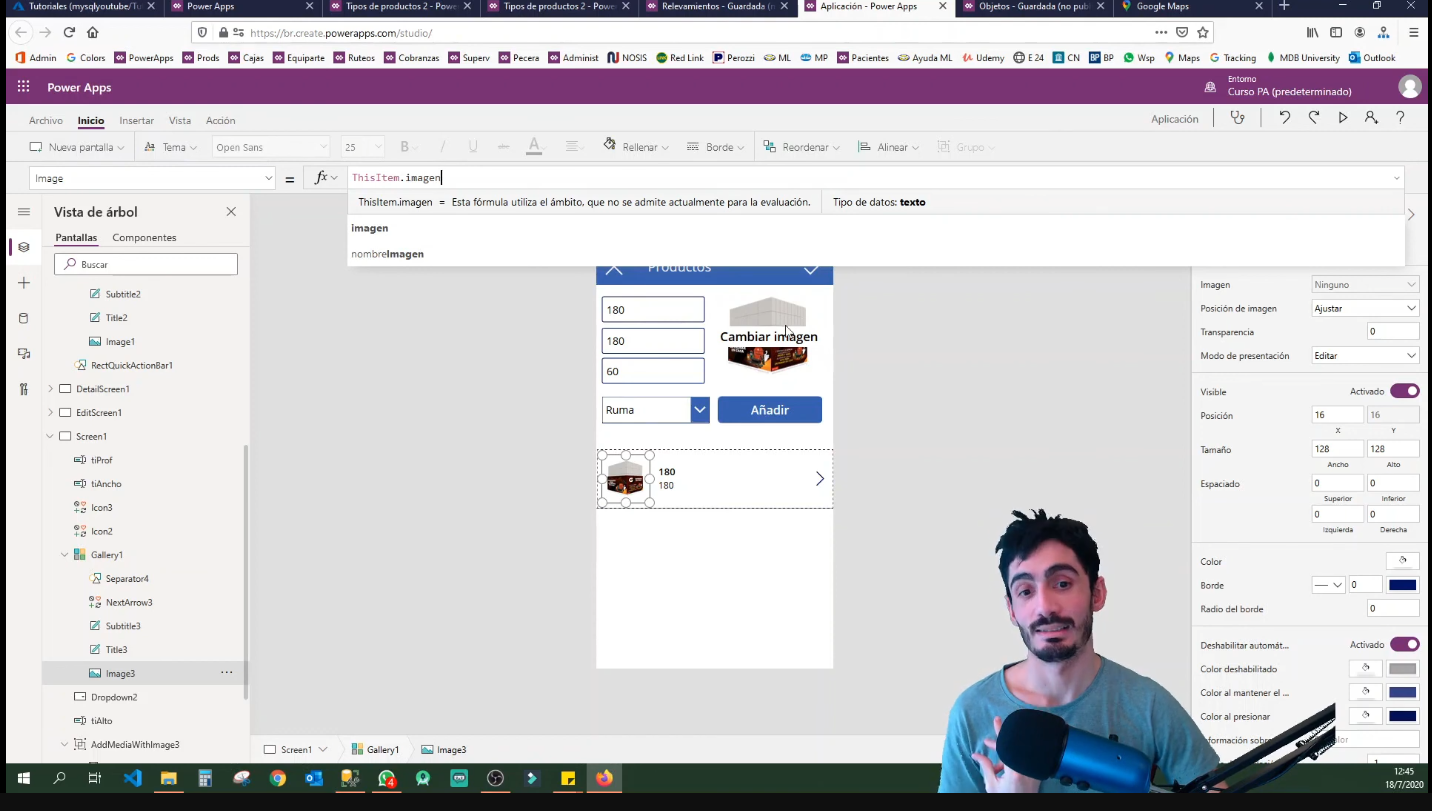 Tutoriales (mysqlyoutube/Tu
Power Apps
Tipos de productos 2 - Power
Tipos de productos 2 - Powe
Relevamientos - Guardada (n
Aplicación - Power Apps
Objetos - Guardada (no pub
Google Maps
https://br.create.powerapps.com/studio/
Admin
Colors
PowerApps
Prods
Cajas
Equiparte
Ruteos
Cobranzas
Superv
Pecera
Administ
NOSIS
Red Link
Perozzi
ML
MP
Pacientes
Ayuda ML
Udemy
E 24
CN
BP
Wsp
Maps
Tracking
MDB University
Outlook
Power Apps
Entorno
Curso PA (predeterminado)
Archivo
Inicio
Insertar
Vista
Acción
Aplicación
Nueva pantalla
Tema
Open Sans
25
B
Rellenar
Borde
Reordenar
Alinear
Grupo
Image
=
fx
ThisItem.imagen
ThisItem.imagen = Esta fórmula utiliza el ámbito, que no se admite actualmente para la evaluación.
Tipo de datos: texto
imagen
nombreImagen
Vista de árbol
Pantallas
Componentes
Buscar
Subtitle2
Title2
Image1
RectQuickActionBar1
DetailScreen1
EditScreen1
Screen1
tiProf
tiAncho
Icon3
Icon2
Gallery1
Separator4
NextArrow3
Subtitle3
Title3
Image3
Dropdown2
tiAlto
AddMediaWithImage3
Productos
180
180
60
Cambiar imagen
Ruma
Añadir
180
180
Imagen
Ninguno
Posición de imagen
Ajustar
Transparencia
0
Modo de presentación
Editar
Visible
Activado
Posición
16
16
X
Y
Tamaño
128
128
Ancho
Alto
Espaciado
0
0
Superior
Inferior
0
0
Izquierda
Derecha
Color
Borde
0
Radio del borde
0
Deshabilitar automát...
Activado
Color deshabilitado
Color al mantener el ...
Color al presionar
Screen1
Gallery1
Image3
12:45
18/7/2020